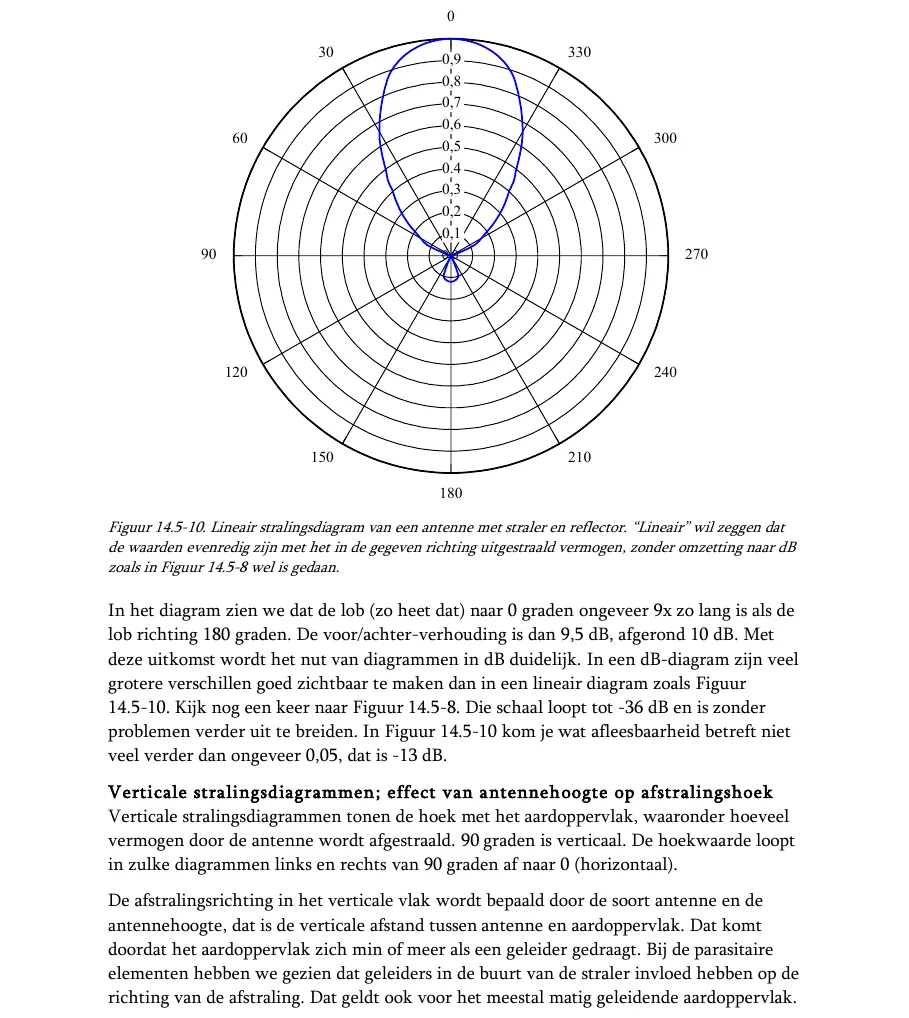 0
30
330
0,9
0,8
60
300
0,7
0,6
0,5
0.4
0,3
0,2
0,1
90
270
120
240
150
210
180
Figuur 14.5-10. Lineair stralingsdiagram van een antenne met straler en reflector. “Lineair” wil zeggen dat
de waarden evenredig zijn met het in de gegeven richting uitgestraald vermogen, zonder omzetting naar dB
zoals in Figuur 14.5-8 wel is gedaan.
In het diagram zien we dat de lob (zo heet dat) naar 0 graden ongeveer 9x zo lang is als de
lob richting 180 graden. De voor/achter-verhouding is dan 9,5 dB, afgerond 10 dB. Met
deze uitkomst wordt het nut van diagrammen in dB duidelijk. In een dB-diagram zijn veel
grotere verschillen goed zichtbaar te maken dan in een lineair diagram zoals Figuur
14.5-10. Kijk nog een keer naar Figuur 14.5-8. Die schaal loopt tot -36 dB en is zonder
problemen verder uit te breiden. In Figuur 14.5-10 kom je wat afleesbaarheid betreft niet
veel verder dan ongeveer 0,05, dat is -13 dB.
Verticale stralingsdiagrammen; effect van antennehoogte op afstralingshoek
Verticale stralingsdiagrammen tonen de hoek met het aardoppervlak, waaronder hoeveel
vermogen door de antenne wordt afgestraald. 90 graden is verticaal. De hoekwaarde loopt
in zulke diagrammen links en rechts van 90 graden af naar 0 (horizontaal).
De afstralingsrichting in het verticale vlak wordt bepaald door de soort antenne en de
antennehoogte, dat is de verticale afstand tussen antenne en aardoppervlak. Dat komt
doordat het aardoppervlak zich min of meer als een geleider gedraagt. Bij de parasitaire
elementen hebben we gezien dat geleiders in de buurt van de straler invloed hebben op de
richting van de afstraling. Dat geldt ook voor het meestal matig geleidende aardoppervlak.